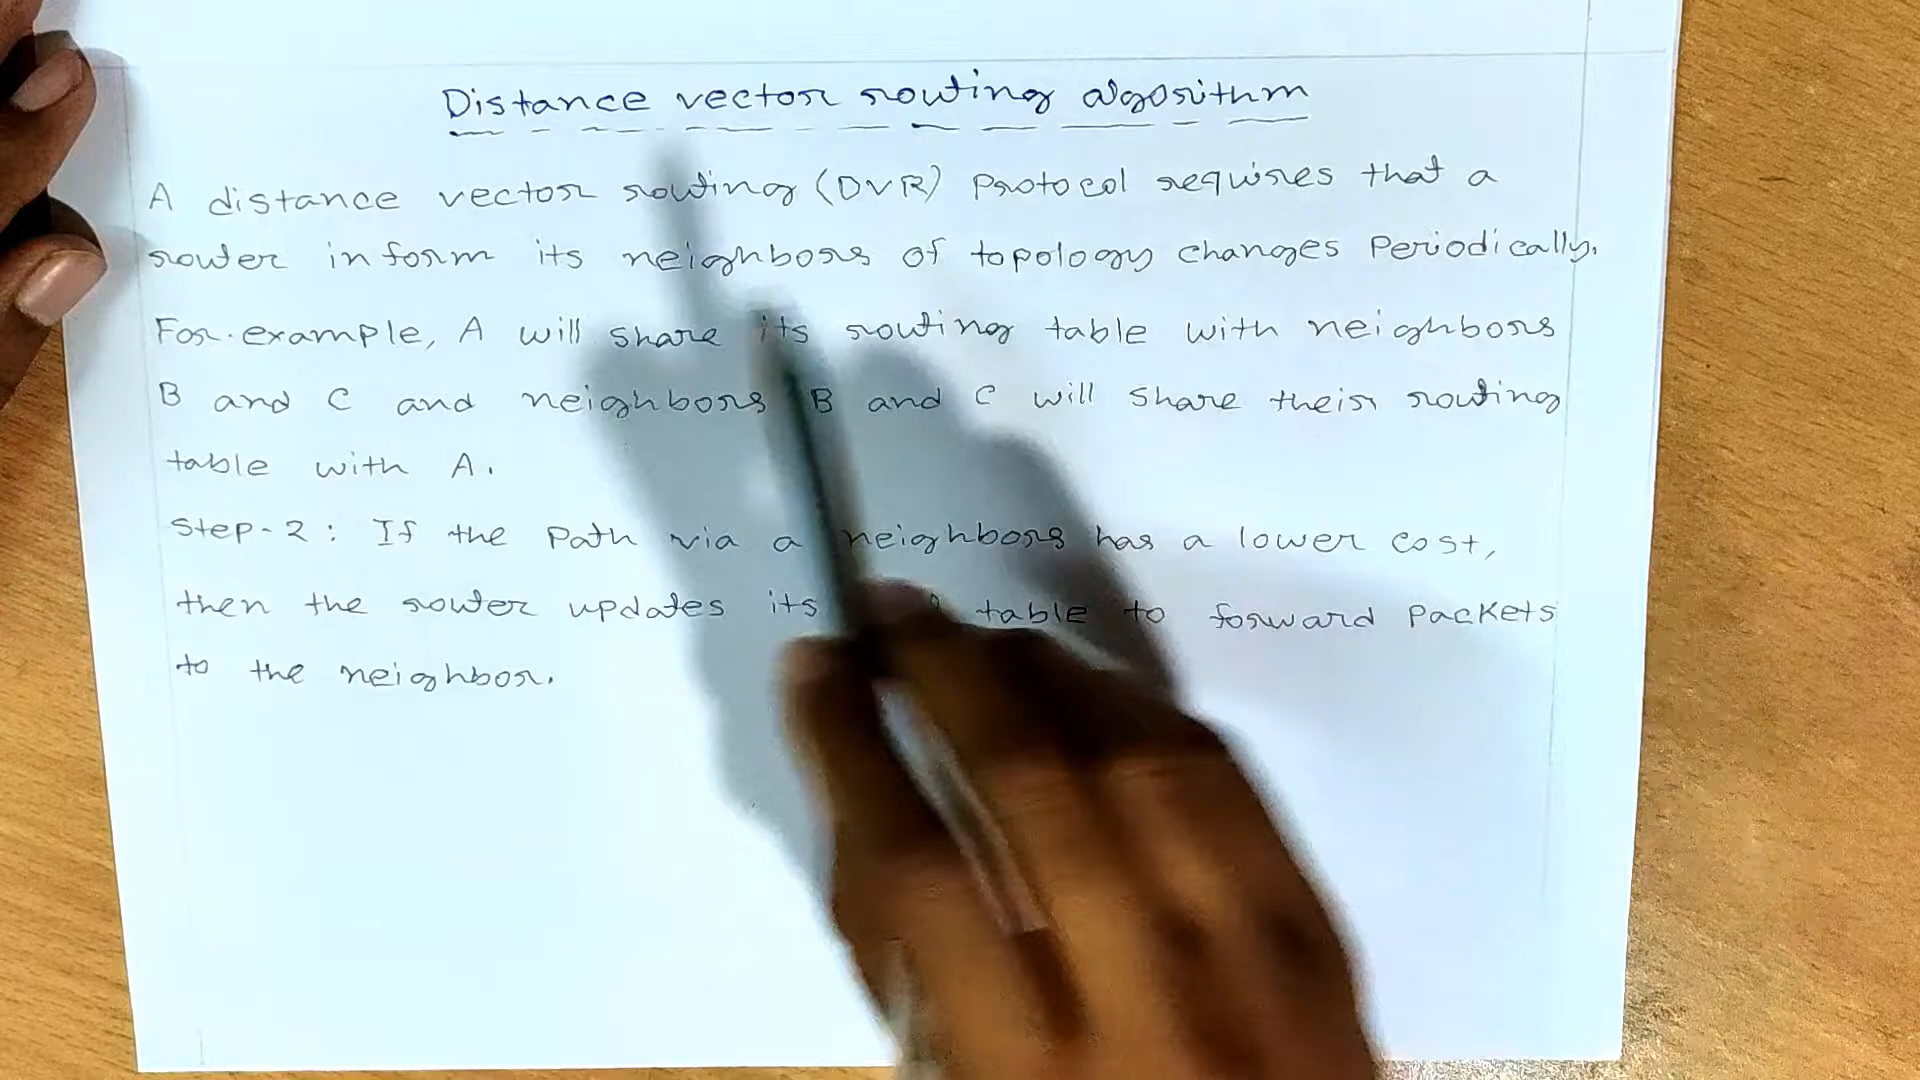 Distance vector routing algorithm
A distance vector routing (DVR) Protocol requires that a
router inform its neighbors of topology changes Periodically.
For example, A will share its routing table with neighbors
B and C and neighbors B and C will share their routing
table with A.
Step-2: If the Path via a neighbors has a lower cost,
then the router updates its table to forward Packets
to the neighbor.